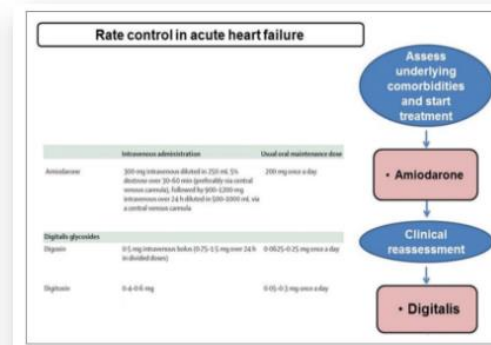 Rate control in acute heart failure
Assess
underlying
comorbidities
and start
treatment
Intravenous administration
Usual oral maintenance dose
Amiodarone
300 mg intravenous diluted in 250 mL 5%
dextrose over 30-60 min (preferably via central
venous cannula), followed by 900-1200 mg
intravenous over 24 h diluted in 500-1000 mL via
a central venous cannula
200 mg once a day
• Amiodarone
Digitalis glycosides
Digoxin
0·5 mg intravenous bolus (0·75-1·5 mg over 24 h
in divided doses)
0·0625-0·25 mg once a day
Clinical
reassessment
Digitoxin
0·4-0·6 mg
0·05-0·3 mg once a day
• Digitalis